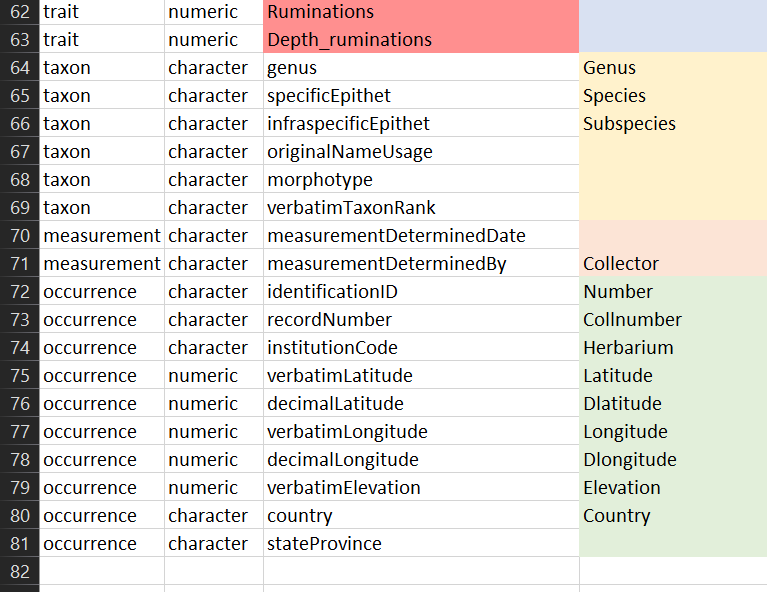 62 trait numeric Ruminations
63 trait numeric Depth_ruminations
64 taxon character genus Genus
65 taxon character specificEpithet Species
66 taxon character infraspecificEpithet Subspecies
67 taxon character originalNameUsage
68 taxon character morphotype
69 taxon character verbatimTaxonRank
70 measurement character measurementDeterminedDate
71 measurement character measurementDeterminedBy Collector
72 occurrence character identificationID Number
73 occurrence character recordNumber Collnumber
74 occurrence character institutionCode Herbarium
75 occurrence numeric verbatimLatitude Latitude
76 occurrence numeric decimalLatitude Dlatitude
77 occurrence numeric verbatimLongitude Longitude
78 occurrence numeric decimalLongitude Dlongitude
79 occurrence numeric verbatimElevation Elevation
80 occurrence character country Country
81 occurrence character stateProvince
82